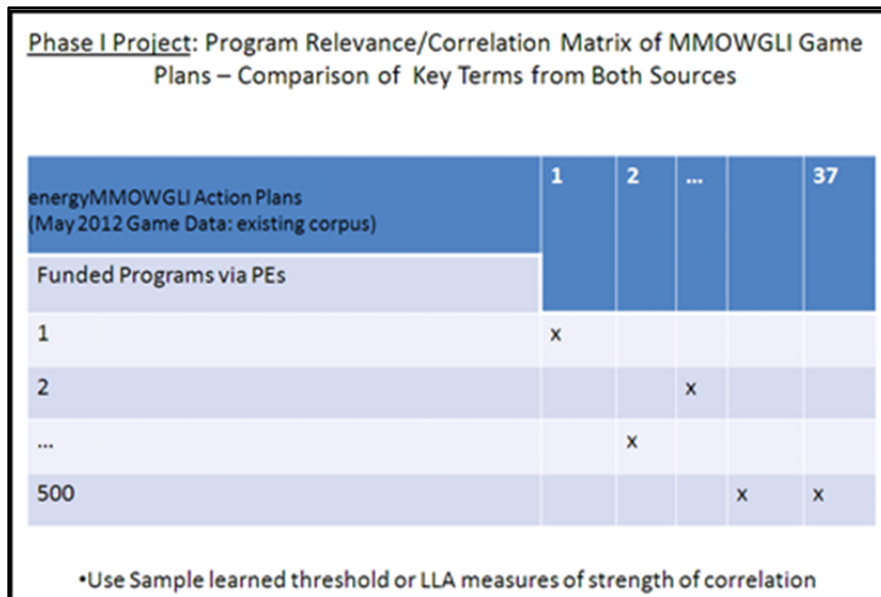 Phase I Project: Program Relevance/Correlation Matrix of MMOWGLI Game
Plans – Comparison of Key Terms from Both Sources
energyMMOWGLI Action Plans
(May 2012 Game Data: existing corpus)
1 2 ... 37
Funded Programs via PEs
1 x
2 x
... x
500 x x
•Use Sample learned threshold or LLA measures of strength of correlation